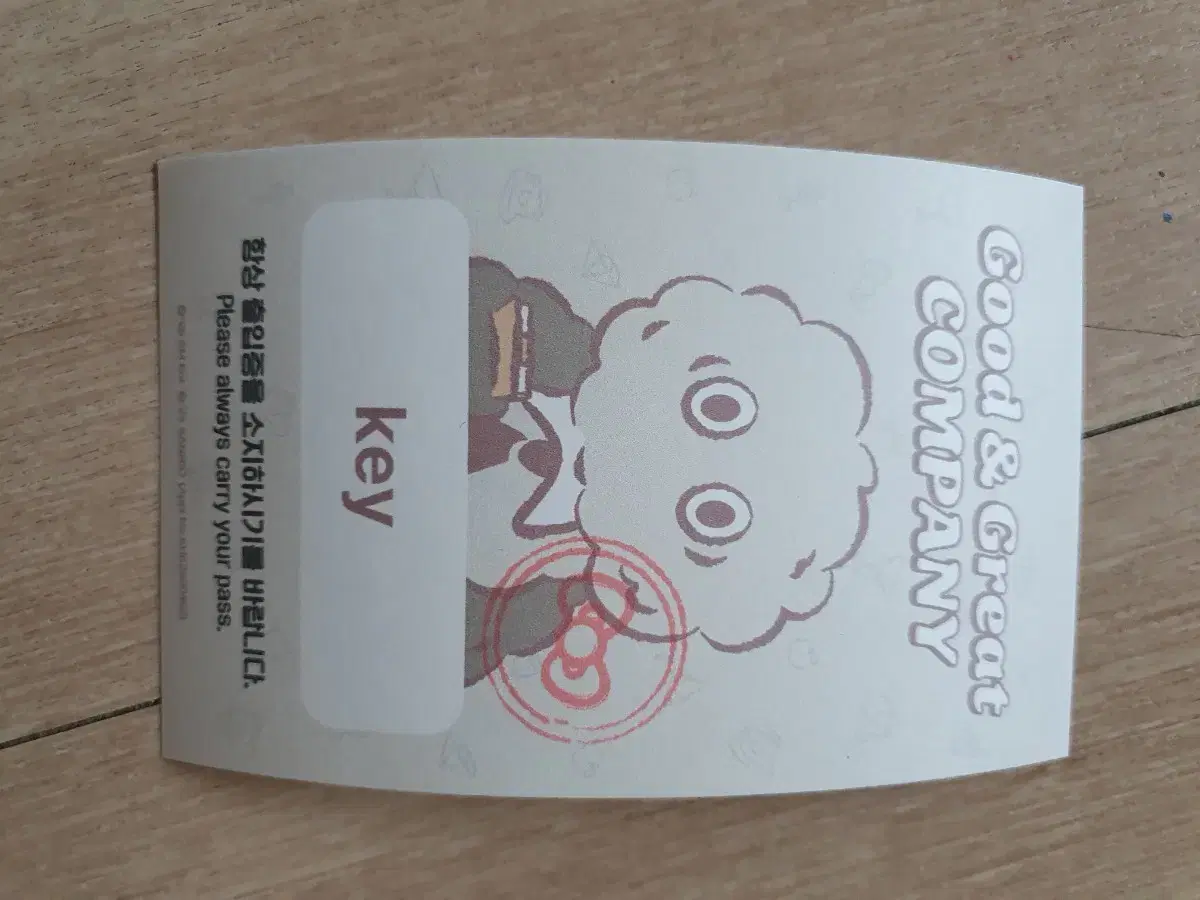 Good & Great
COMPANY
key
항상 출입증을 소지하시기를 바랍니다.
Please always carry your pass.